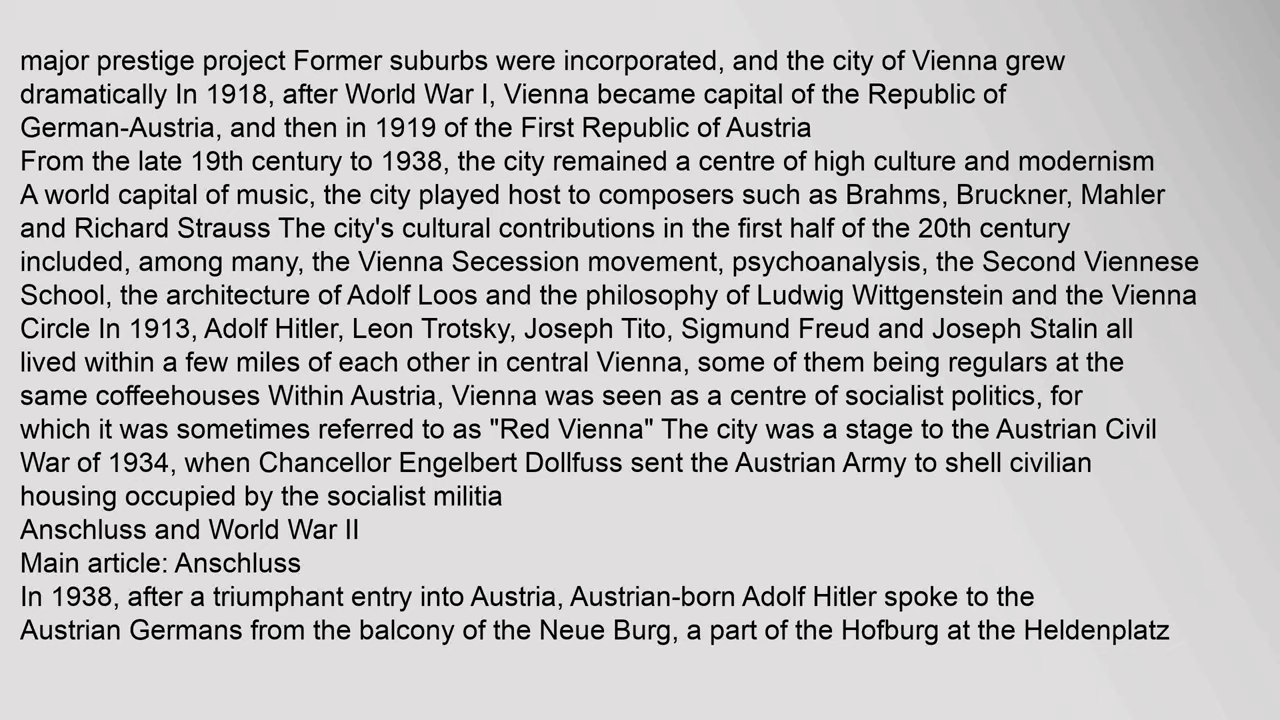 major prestige project Former suburbs were incorporated, and the city of Vienna grew
dramatically In 1918, after World War I, Vienna became capital of the Republic of
German-Austria, and then in 1919 of the First Republic of Austria
From the late 19th century to 1938, the city remained a centre of high culture and modernism
A world capital of music, the city played host to composers such as Brahms, Bruckner, Mahler
and Richard Strauss The city's cultural contributions in the first half of the 20th century
included, among many, the Vienna Secession movement, psychoanalysis, the Second Viennese
School, the architecture of Adolf Loos and the philosophy of Ludwig Wittgenstein and the Vienna
Circle In 1913, Adolf Hitler, Leon Trotsky, Joseph Tito, Sigmund Freud and Joseph Stalin all
lived within a few miles of each other in central Vienna, some of them being regulars at the
same coffeehouses Within Austria, Vienna was seen as a centre of socialist politics, for
which it was sometimes referred to as "Red Vienna" The city was a stage to the Austrian Civil
War of 1934, when Chancellor Engelbert Dollfuss sent the Austrian Army to shell civilian
housing occupied by the socialist militia
Anschluss and World War II
Main article: Anschluss
In 1938, after a triumphant entry into Austria, Austrian-born Adolf Hitler spoke to the
Austrian Germans from the balcony of the Neue Burg, a part of the Hofburg at the Heldenplatz